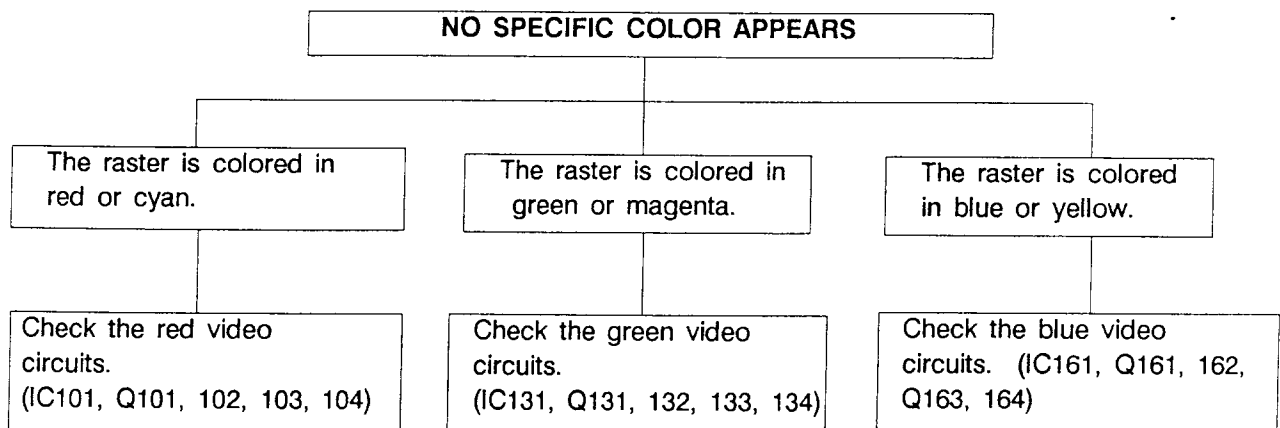 NO SPECIFIC COLOR APPEARS
The raster is colored in
red or cyan.
The raster is colored in
green or magenta.
The raster is colored
in blue or yellow.
Check the red video
circuits.
(IC101, Q101, 102, 103, 104)
Check the green video
circuits.
(IC131, Q131, 132, 133, 134)
Check the blue video
circuits. (IC161, Q161, 162,
Q163, 164)